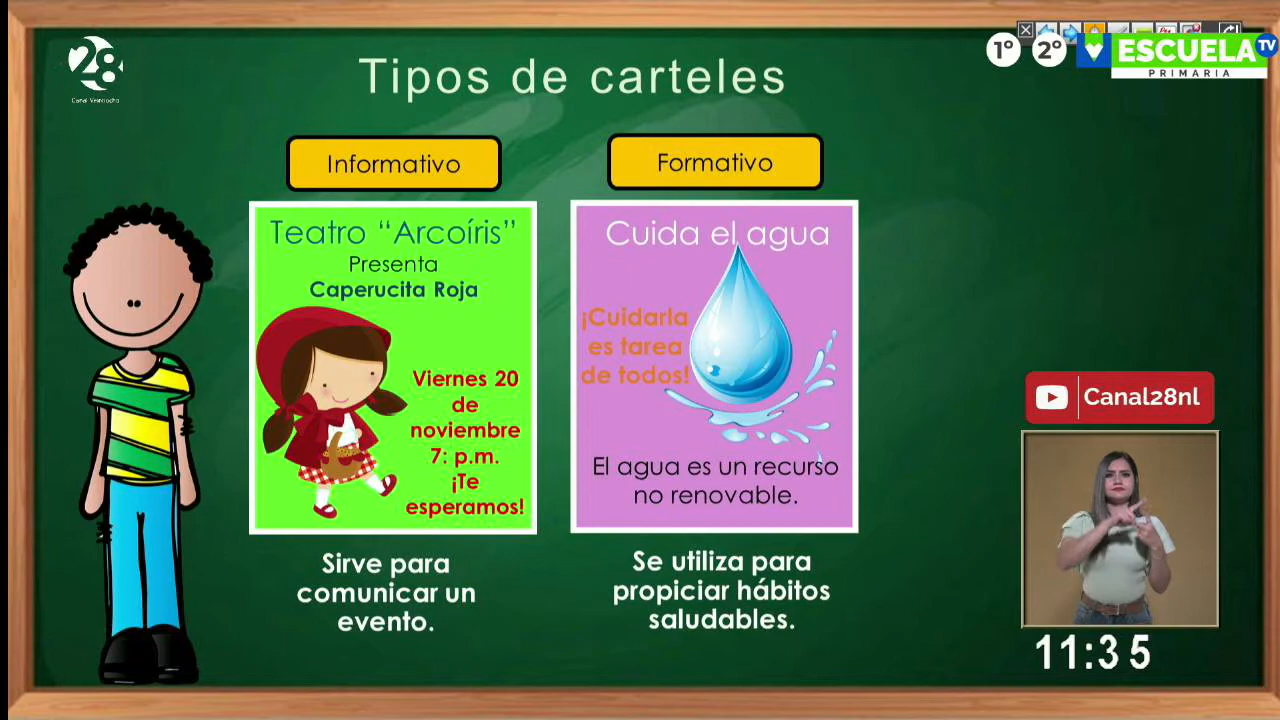 28
Canal Veintiocho
Tipos de carteles
1° 2° ESCUELA TV
PRIMARIA
Informativo
Formativo
Teatro “Arcoíris”
Presenta
Caperucita Roja
Viernes 20
de
noviembre
7: p.m.
¡Te
esperamos!
Sirve para
comunicar un
evento.
Cuida el agua
¡Cuidarla
es tarea
de todos!
El agua es un recurso
no renovable.
Se utiliza para
propiciar hábitos
saludables.
Canal28nl
11:35